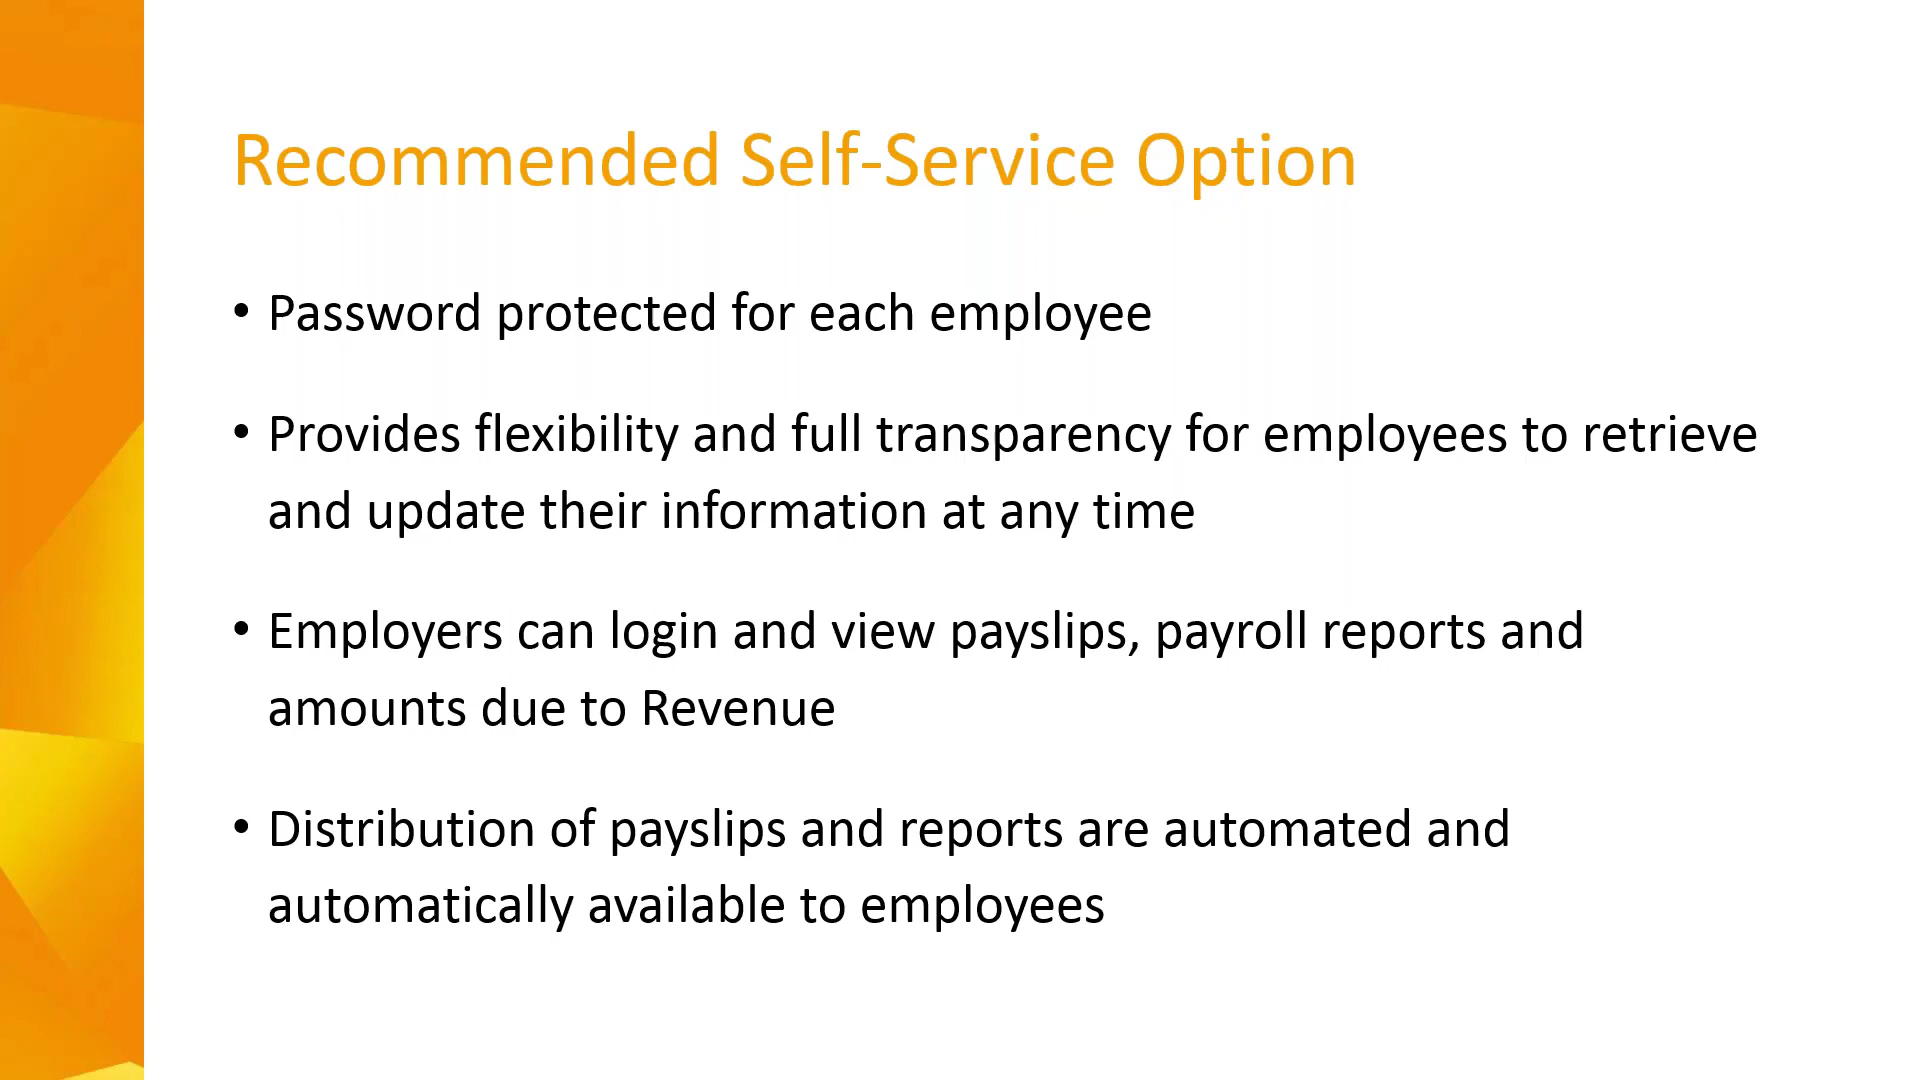 Recommended Self-Service Option
• Password protected for each employee
• Provides flexibility and full transparency for employees to retrieve
and update their information at any time
• Employers can login and view payslips, payroll reports and
amounts due to Revenue
• Distribution of payslips and reports are automated and
automatically available to employees